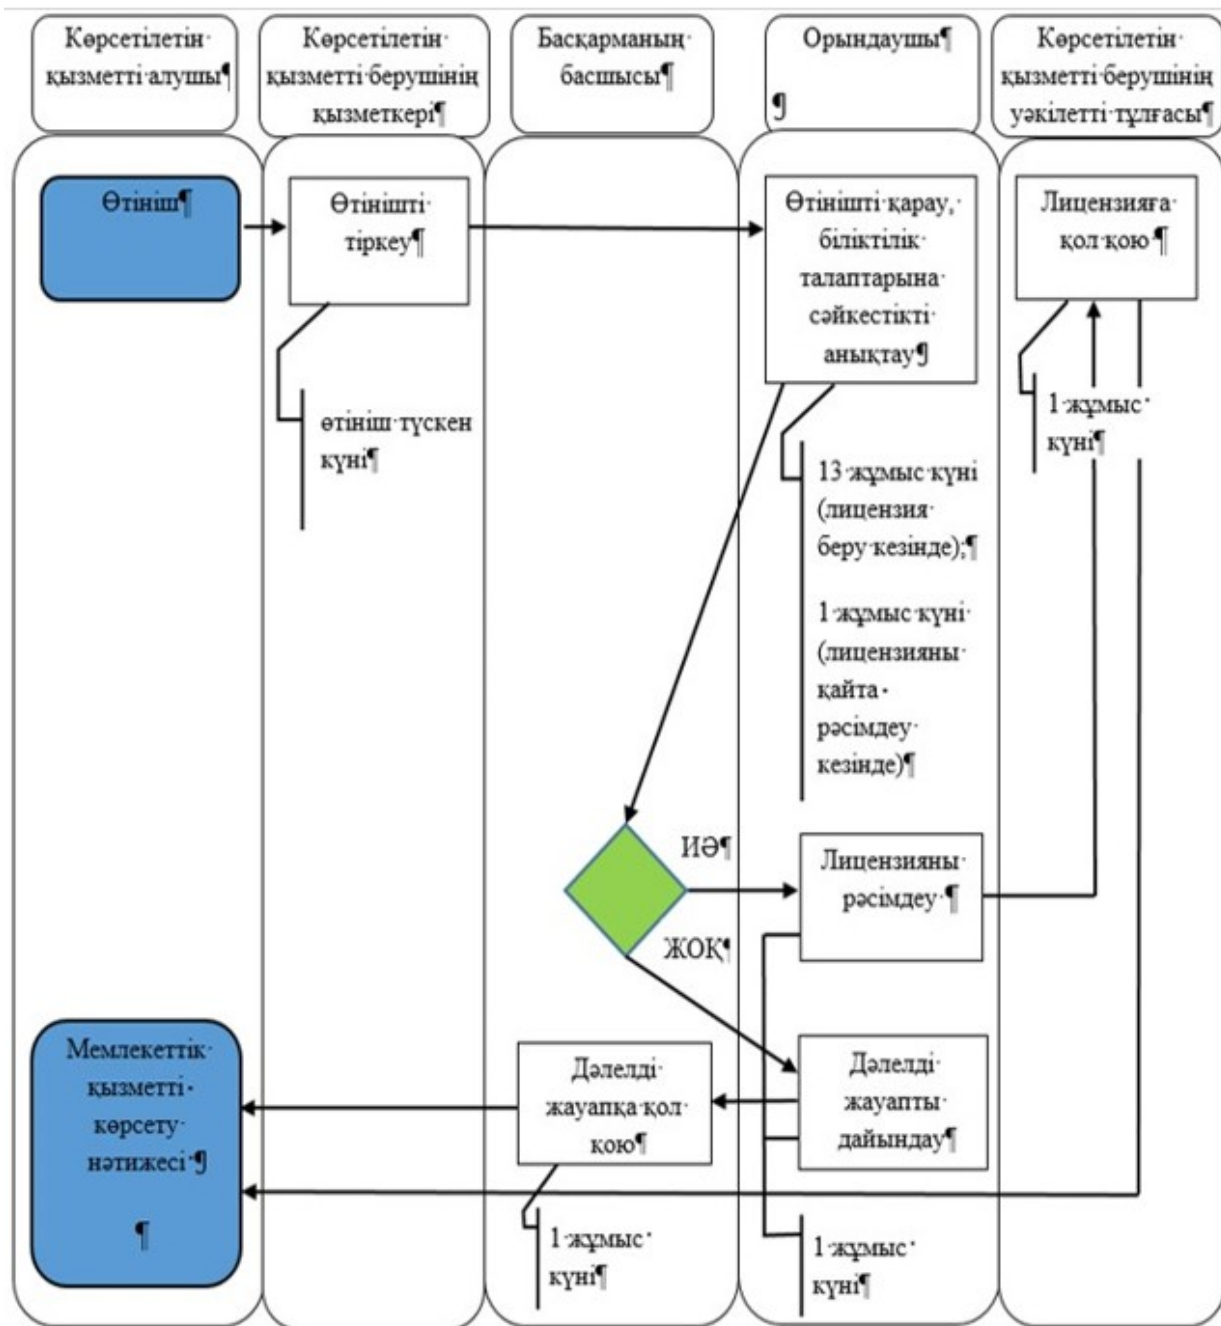 Көрсетілетін·
қызметті·алушы¶
Көрсетілетін·
қызметті·берушінің
қызметкері¶
Басқарманың·
басшысы¶
Орындаушы¶
¶
Көрсетілетін·
қызметті·берушінің
уәкілетті·тұлғасы¶
Өтініш¶
Өтінішті·
тіркеу¶
Өтінішті·қарау,·
біліктілік·
талаптарына·
сәйкестікті·
анықтау¶
Лицензияға·
қол·қою·¶
өтініш·түскен
күні¶
1·жұмыс·
күні¶
13·жұмыс·күні
(лицензия·
беру·кезінде);¶
1·жұмыс·күні·
(лицензияны·
қайта·
рәсімдеу·
кезінде)¶
ИӘ¶
Лицензияны·
рәсімдеу·¶
ЖОҚ¶
Мемлекеттік·
қызметті·
көрсету·
нәтижесі·¶
¶
Дәлелді·
жауапқа·қол·
қою¶
Дәлелді·
жауапты·
дайындау¶
1·жұмыс·
күні¶
1·жұмыс·
күні¶